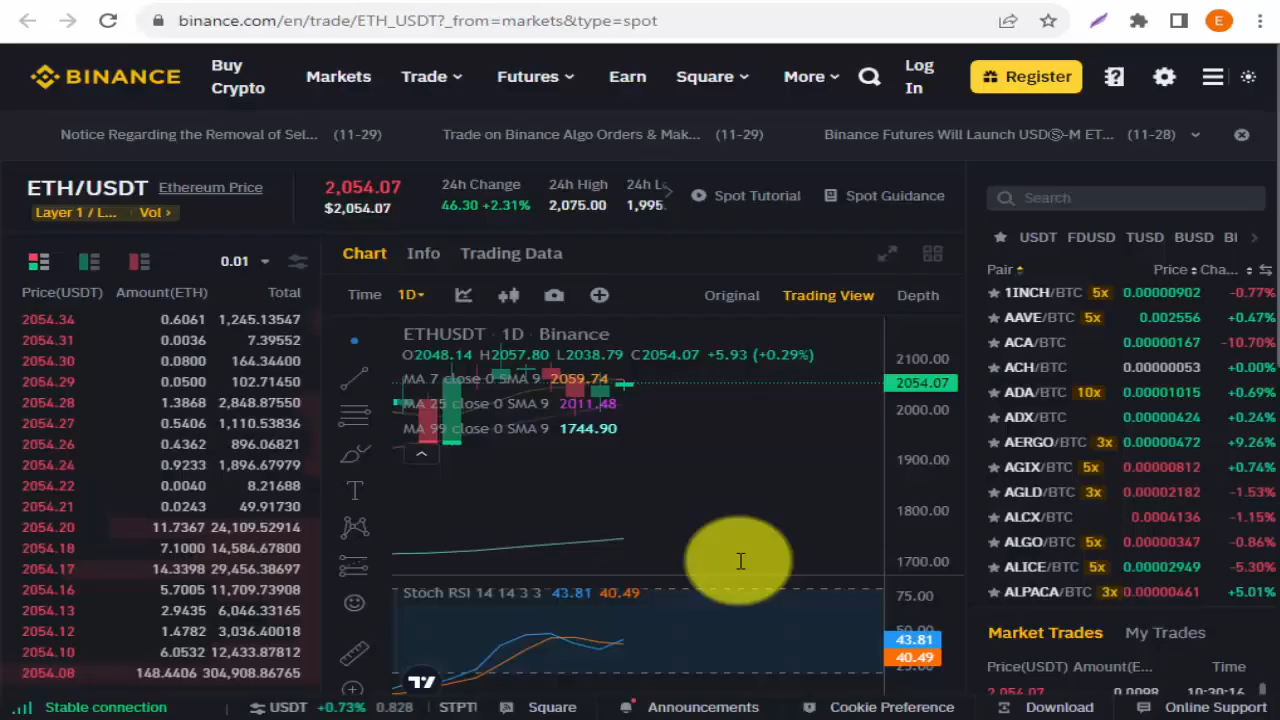 binance.com/en/trade/ETH_USDT?_from=markets&type=spot
E
BINANCE
Buy Crypto
Markets
Trade
Futures
Earn
Square
More
Log In
Register
Notice Regarding the Removal of Sel... (11-29)
Trade on Binance Algo Orders & Mak... (11-29)
Binance Futures Will Launch USDⓈ-M ET... (11-28)
ETH/USDT Ethereum Price
Layer 1 / L... Vol
2,054.07
$2,054.07
24h Change
46.30 +2.31%
24h High
2,075.00
1,995.
Spot Tutorial
Spot Guidance
0.01
Price(USDT) Amount(ETH) Total
2054.34 0.6061 1,245.13547
2054.31 0.0036 7.39552
2054.30 0.0800 164.34400
2054.29 0.0500 102.71450
2054.28 1.3868 2,848.87550
2054.27 0.5406 1,110.53836
2054.26 0.4362 896.06821
2054.24 0.9233 1,896.67979
2054.22 0.0040 8.21688
2054.21 0.0243 49.91730
2054.20 11.7367 24,109.52914
2054.18 7.1000 14,584.67800
2054.17 14.3398 29,456.38697
2054.16 5.7005 11,709.73908
2054.13 2.9435 6,046.33165
2054.12 1.4782 3,036.40018
2054.10 6.0532 12,433.87812
2054.08 148.4406 304,908.86765
Chart Info Trading Data
Time 1D
Original Trading View Depth
ETHUSDT · 1D · Binance
O2048.14 H2057.80 L2038.79 C2054.07 +5.93 (+0.29%)
MA 7 close 0 SMA 9 2059.74
MA 25 close 0 SMA 9 2011.48
MA 99 close 0 SMA 9 1744.90
2100.00
2054.07
2000.00
1900.00
1800.00
1700.00
Stoch RSI 14 14 3 3 43.81 40.49
75.00
43.81
40.49
Search
USDT FDUSD TUSD BUSD
Pair Price Cha...
1INCH/BTC 5x 0.00000902 -0.77%
AAVE/BTC 5x 0.002556 +0.47%
ACA/BTC 0.00000167 -10.70%
ACH/BTC 0.00000053 +0.00%
ADA/BTC 10x 0.00001015 +0.69%
ADX/BTC 0.00000424 +0.24%
AERGO/BTC 3x 0.00000472 +9.26%
AGIX/BTC 5x 0.00000812 +0.74%
AGLD/BTC 3x 0.00002182 -1.53%
ALCX/BTC 0.0004136 -1.15%
ALGO/BTC 5x 0.00000347 -0.86%
ALICE/BTC 5x 0.00002949 -5.30%
ALPACA/BTC 3x 0.00000461 +5.01%
Market Trades My Trades
Price(USDT) Amount(E... Time
2,054.07 0.0098 10:30:16
Stable connection
USDT +0.73% 0.828 STPT
Square
Announcements
Cookie Preference
Download
Online Support